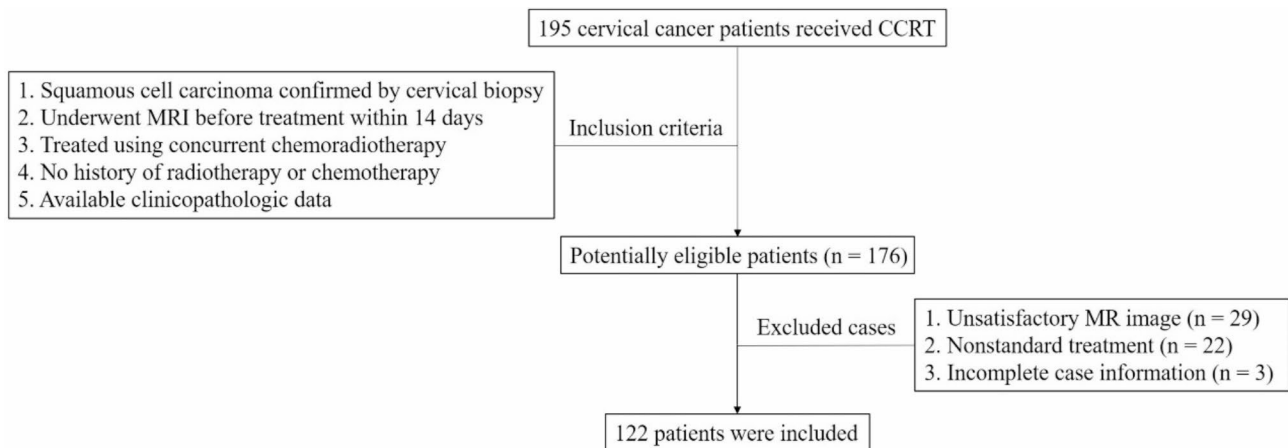 195 cervical cancer patients received CCRT
1. Squamous cell carcinoma confirmed by cervical biopsy
2. Underwent MRI before treatment within 14 days
3. Treated using concurrent chemoradiotherapy
4. No history of radiotherapy or chemotherapy
5. Available clinicopathologic data
Inclusion criteria
Potentially eligible patients (n = 176)
Excluded cases
1. Unsatisfactory MR image (n = 29)
2. Nonstandard treatment (n = 22)
3. Incomplete case information (n = 3)
122 patients were included